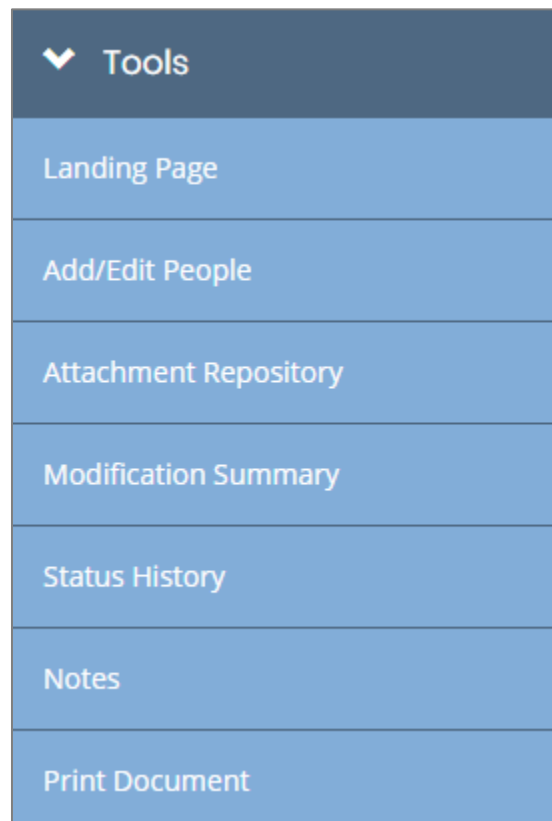 Tools
Landing Page
Add/Edit People
Attachment Repository
Modification Summary
Status History
Notes
Print Document